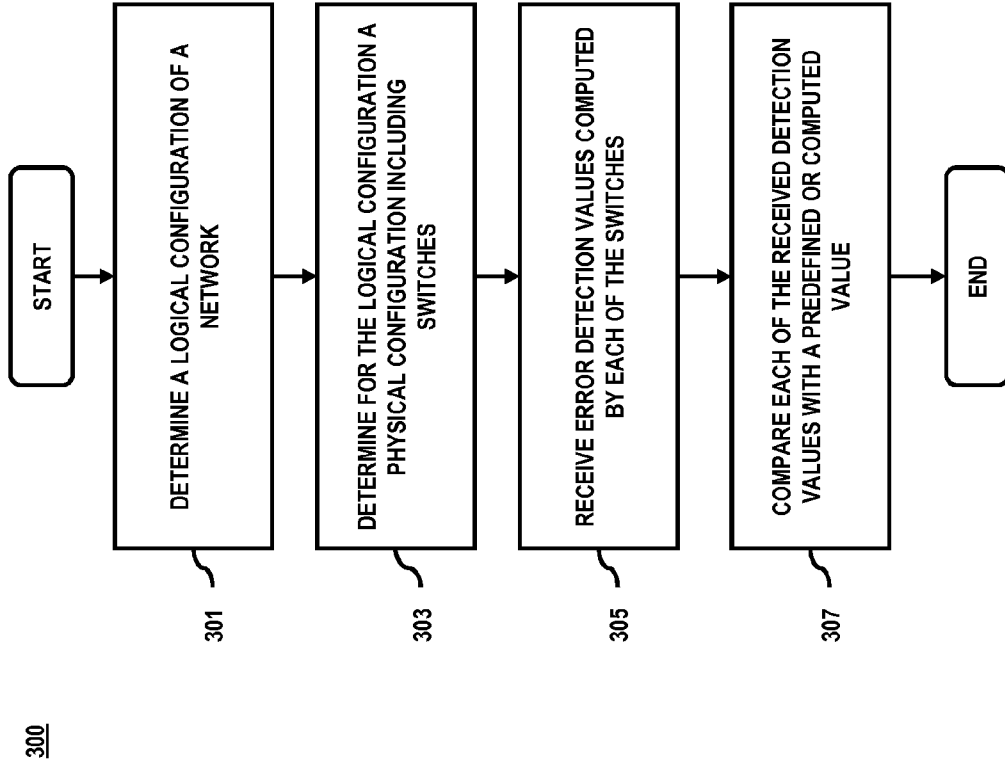 300
START
301
DETERMINE A LOGICAL CONFIGURATION OF A
NETWORK
303
DETERMINE FOR THE LOGICAL CONFIGURATION A
PHYSICAL CONFIGURATION INCLUDING
SWITCHES
305
RECEIVE ERROR DETECTION VALUES COMPUTED
BY EACH OF THE SWITCHES
307
COMPARE EACH OF THE RECEIVED DETECTION
VALUES WITH A PREDEFINED OR COMPUTED
VALUE
END